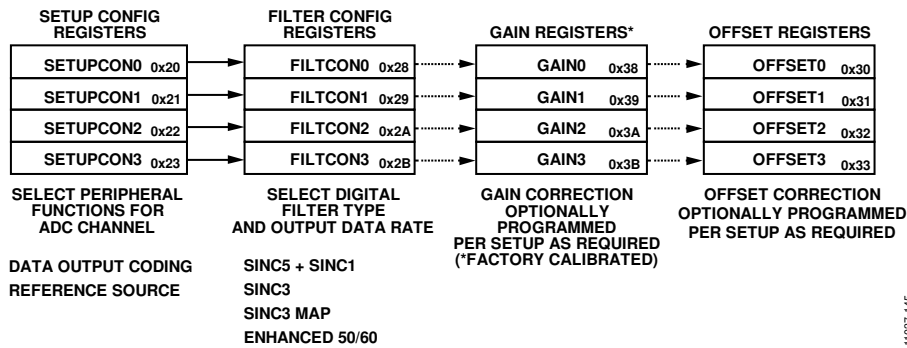 SETUP CONFIG
REGISTERS
SETUPCON0 0x20
SETUPCON1 0x21
SETUPCON2 0x22
SETUPCON3 0x23
SELECT PERIPHERAL
FUNCTIONS FOR
ADC CHANNEL
DATA OUTPUT CODING
REFERENCE SOURCE
FILTER CONFIG
REGISTERS
FILTCON0 0x28
FILTCON1 0x29
FILTCON2 0x2A
FILTCON3 0x2B
SELECT DIGITAL
FILTER TYPE
AND OUTPUT DATA RATE
SINC5 + SINC1
SINC3
SINC3 MAP
ENHANCED 50/60
GAIN REGISTERS*
GAIN0 0x38
GAIN1 0x39
GAIN2 0x3A
GAIN3 0x3B
GAIN CORRECTION
OPTIONALLY
PROGRAMMED
PER SETUP AS REQUIRED
(*FACTORY CALIBRATED)
OFFSET REGISTERS
OFFSET0 0x30
OFFSET1 0x31
OFFSET2 0x32
OFFSET3 0x33
OFFSET CORRECTION
OPTIONALLY PROGRAMMED
PER SETUP AS REQUIRED